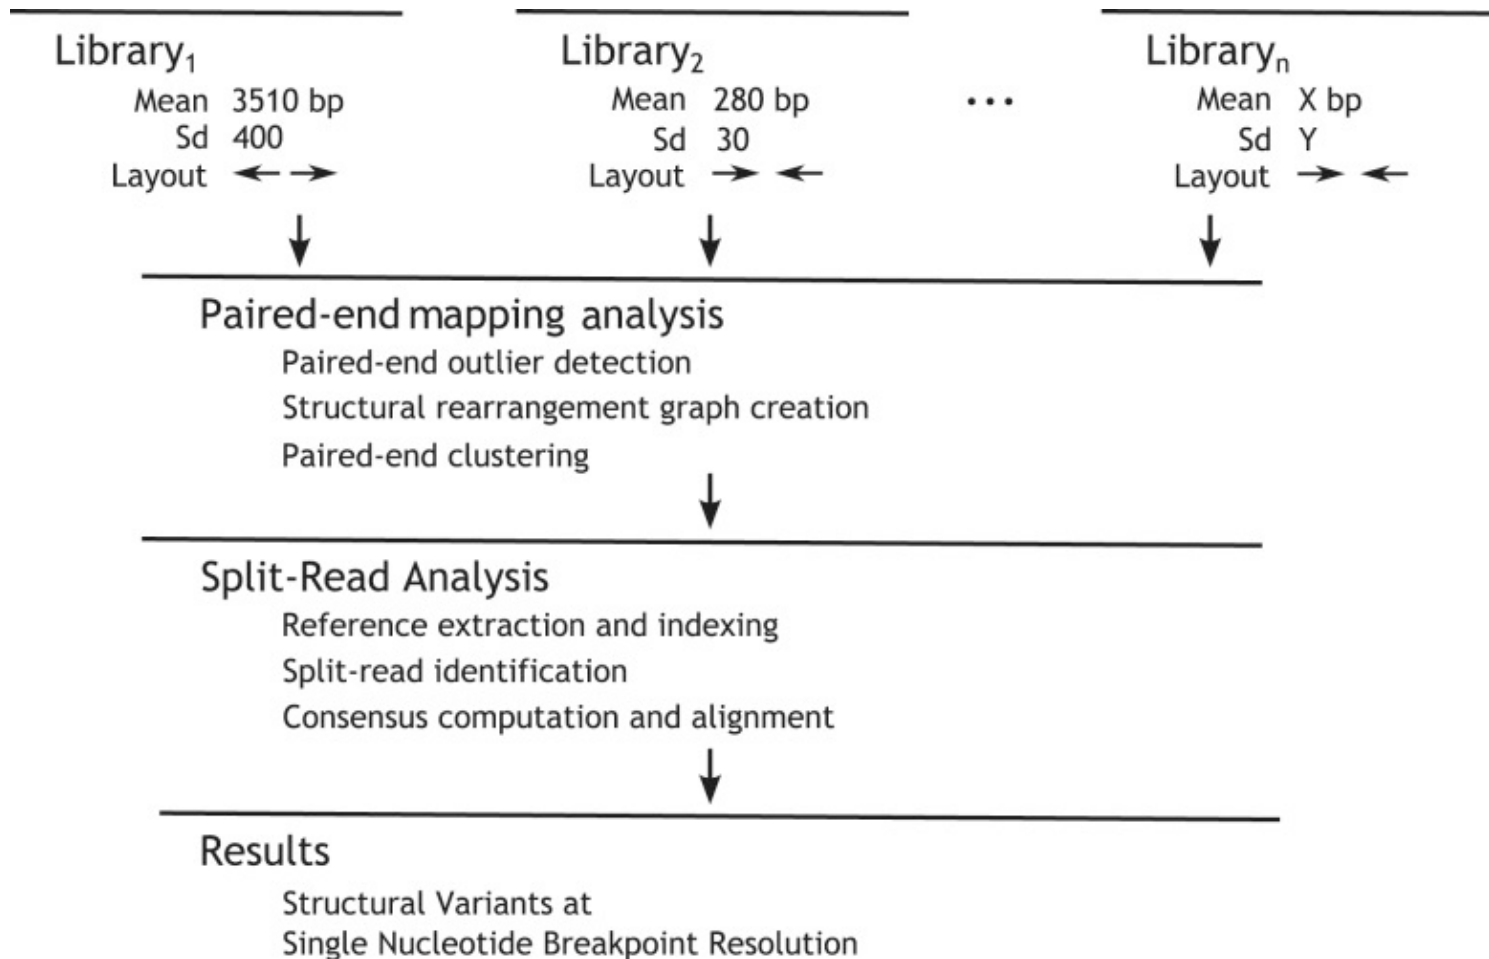 Library1
Mean 3510 bp
Sd 400
Layout
Library2
Mean 280 bp
Sd 30
Layout
...
Libraryn
Mean X bp
Sd Y
Layout
Paired-end mapping analysis
Paired-end outlier detection
Structural rearrangement graph creation
Paired-end clustering
Split-Read Analysis
Reference extraction and indexing
Split-read identification
Consensus computation and alignment
Results
Structural Variants at
Single Nucleotide Breakpoint Resolution